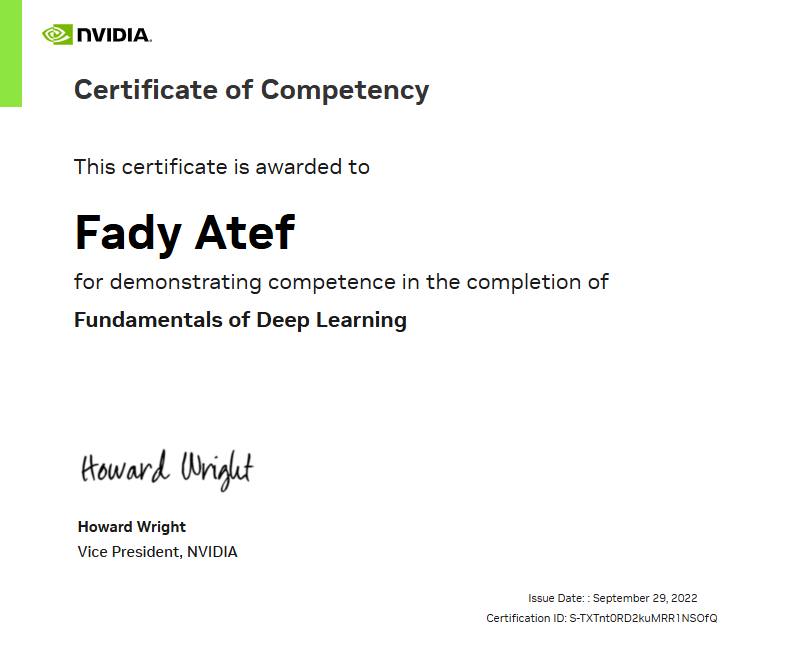 NVIDIA.
Certificate of Competency
This certificate is awarded to
Fady Atef
for demonstrating competence in the completion of
Fundamentals of Deep Learning
Howard Wright
Howard Wright
Vice President, NVIDIA
Issue Date: : September 29, 2022
Certification ID: S-TXTnt0RD2kuMRR1NSOfQ